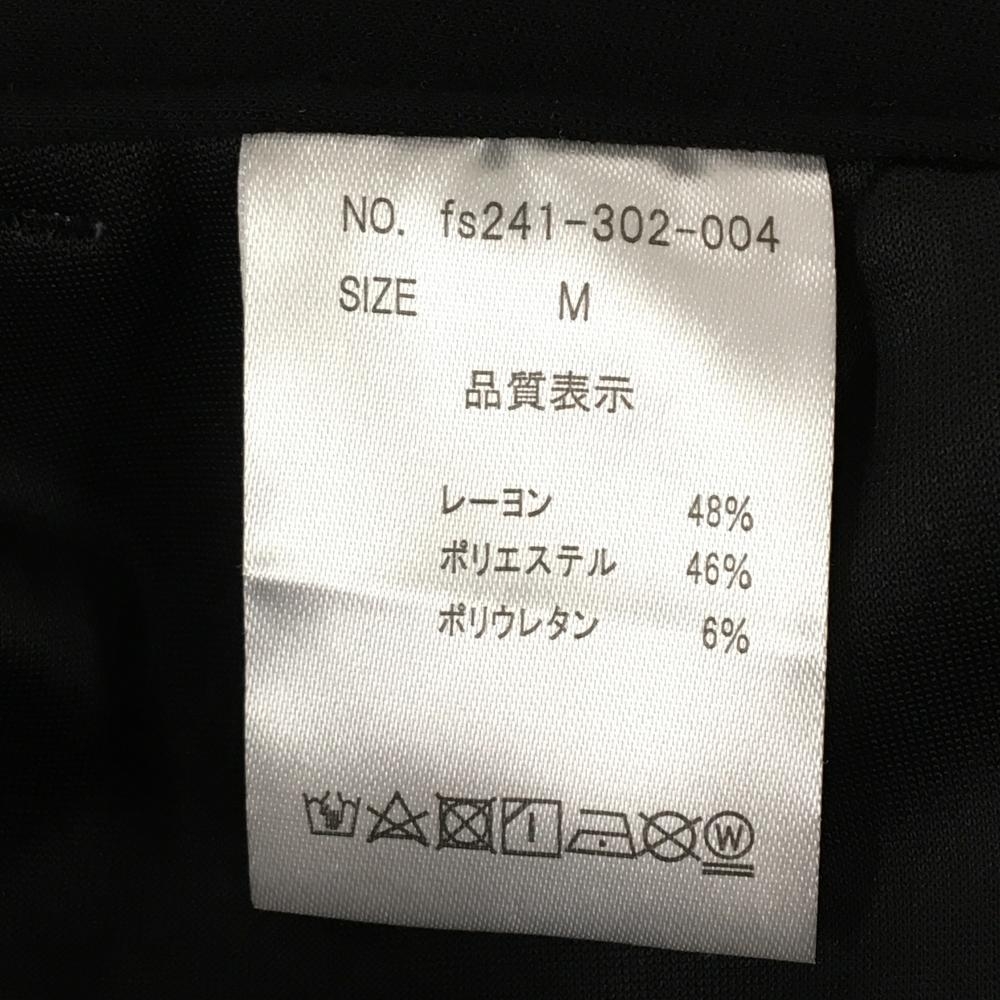 NO. fs241-302-004
SIZE M
品質表示
レーヨン 48%
ポリエステル 46%
ポリウレタン 6%
W